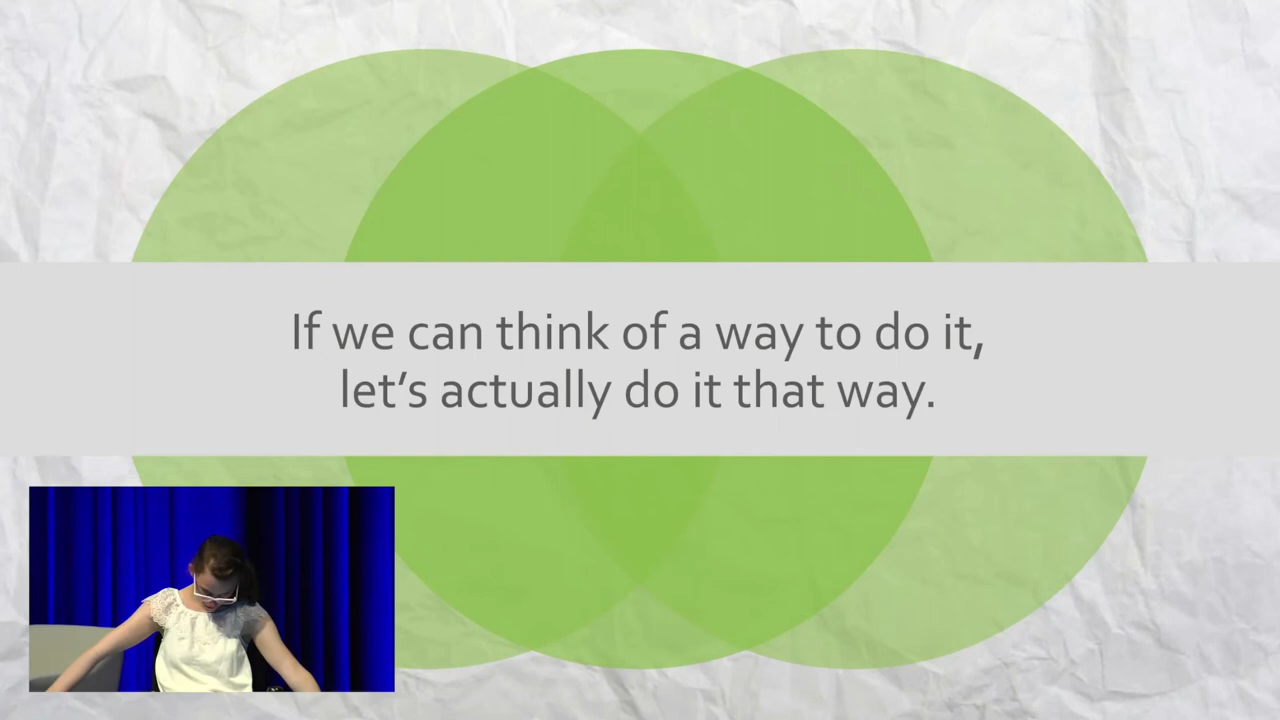 If we can think of a way to do it,
let’s actually do it that way.